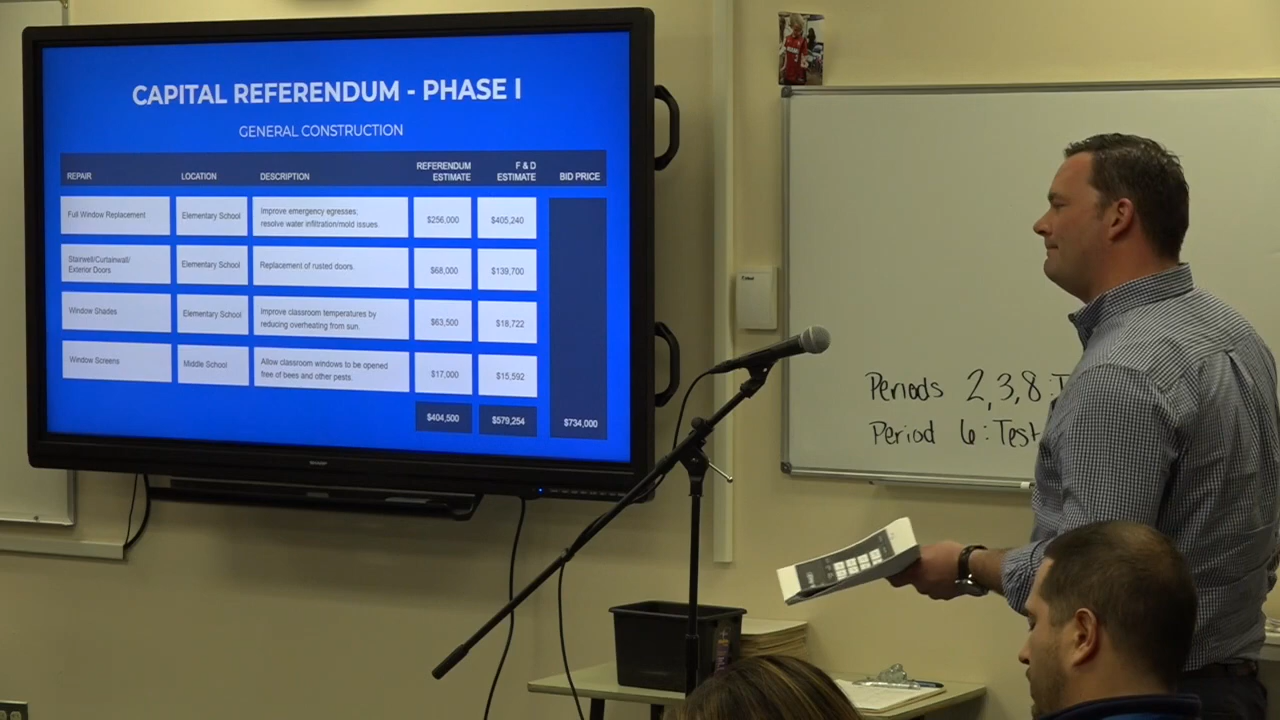 CAPITAL REFERENDUM - PHASE I
GENERAL CONSTRUCTION
REPAIR LOCATION DESCRIPTION REFERENDUM ESTIMATE F & D ESTIMATE BID PRICE
Full Window Replacement Elementary School Improve emergency egresses; resolve water infiltration/mold issues. $256,000 $405,240
Stairwell/Curtainwall/ Exterior Doors Elementary School Replacement of rusted doors. $68,000 $139,700
Window Shades Elementary School Improve classroom temperatures by reducing overheating from sun. $63,500 $18,722
Window Screens Middle School Allow classroom windows to be opened free of bees and other pests. $17,000 $15,592
$404,500 $579,254 $734,000
SHARP
Periods 2,3,8:
Period 6: Test